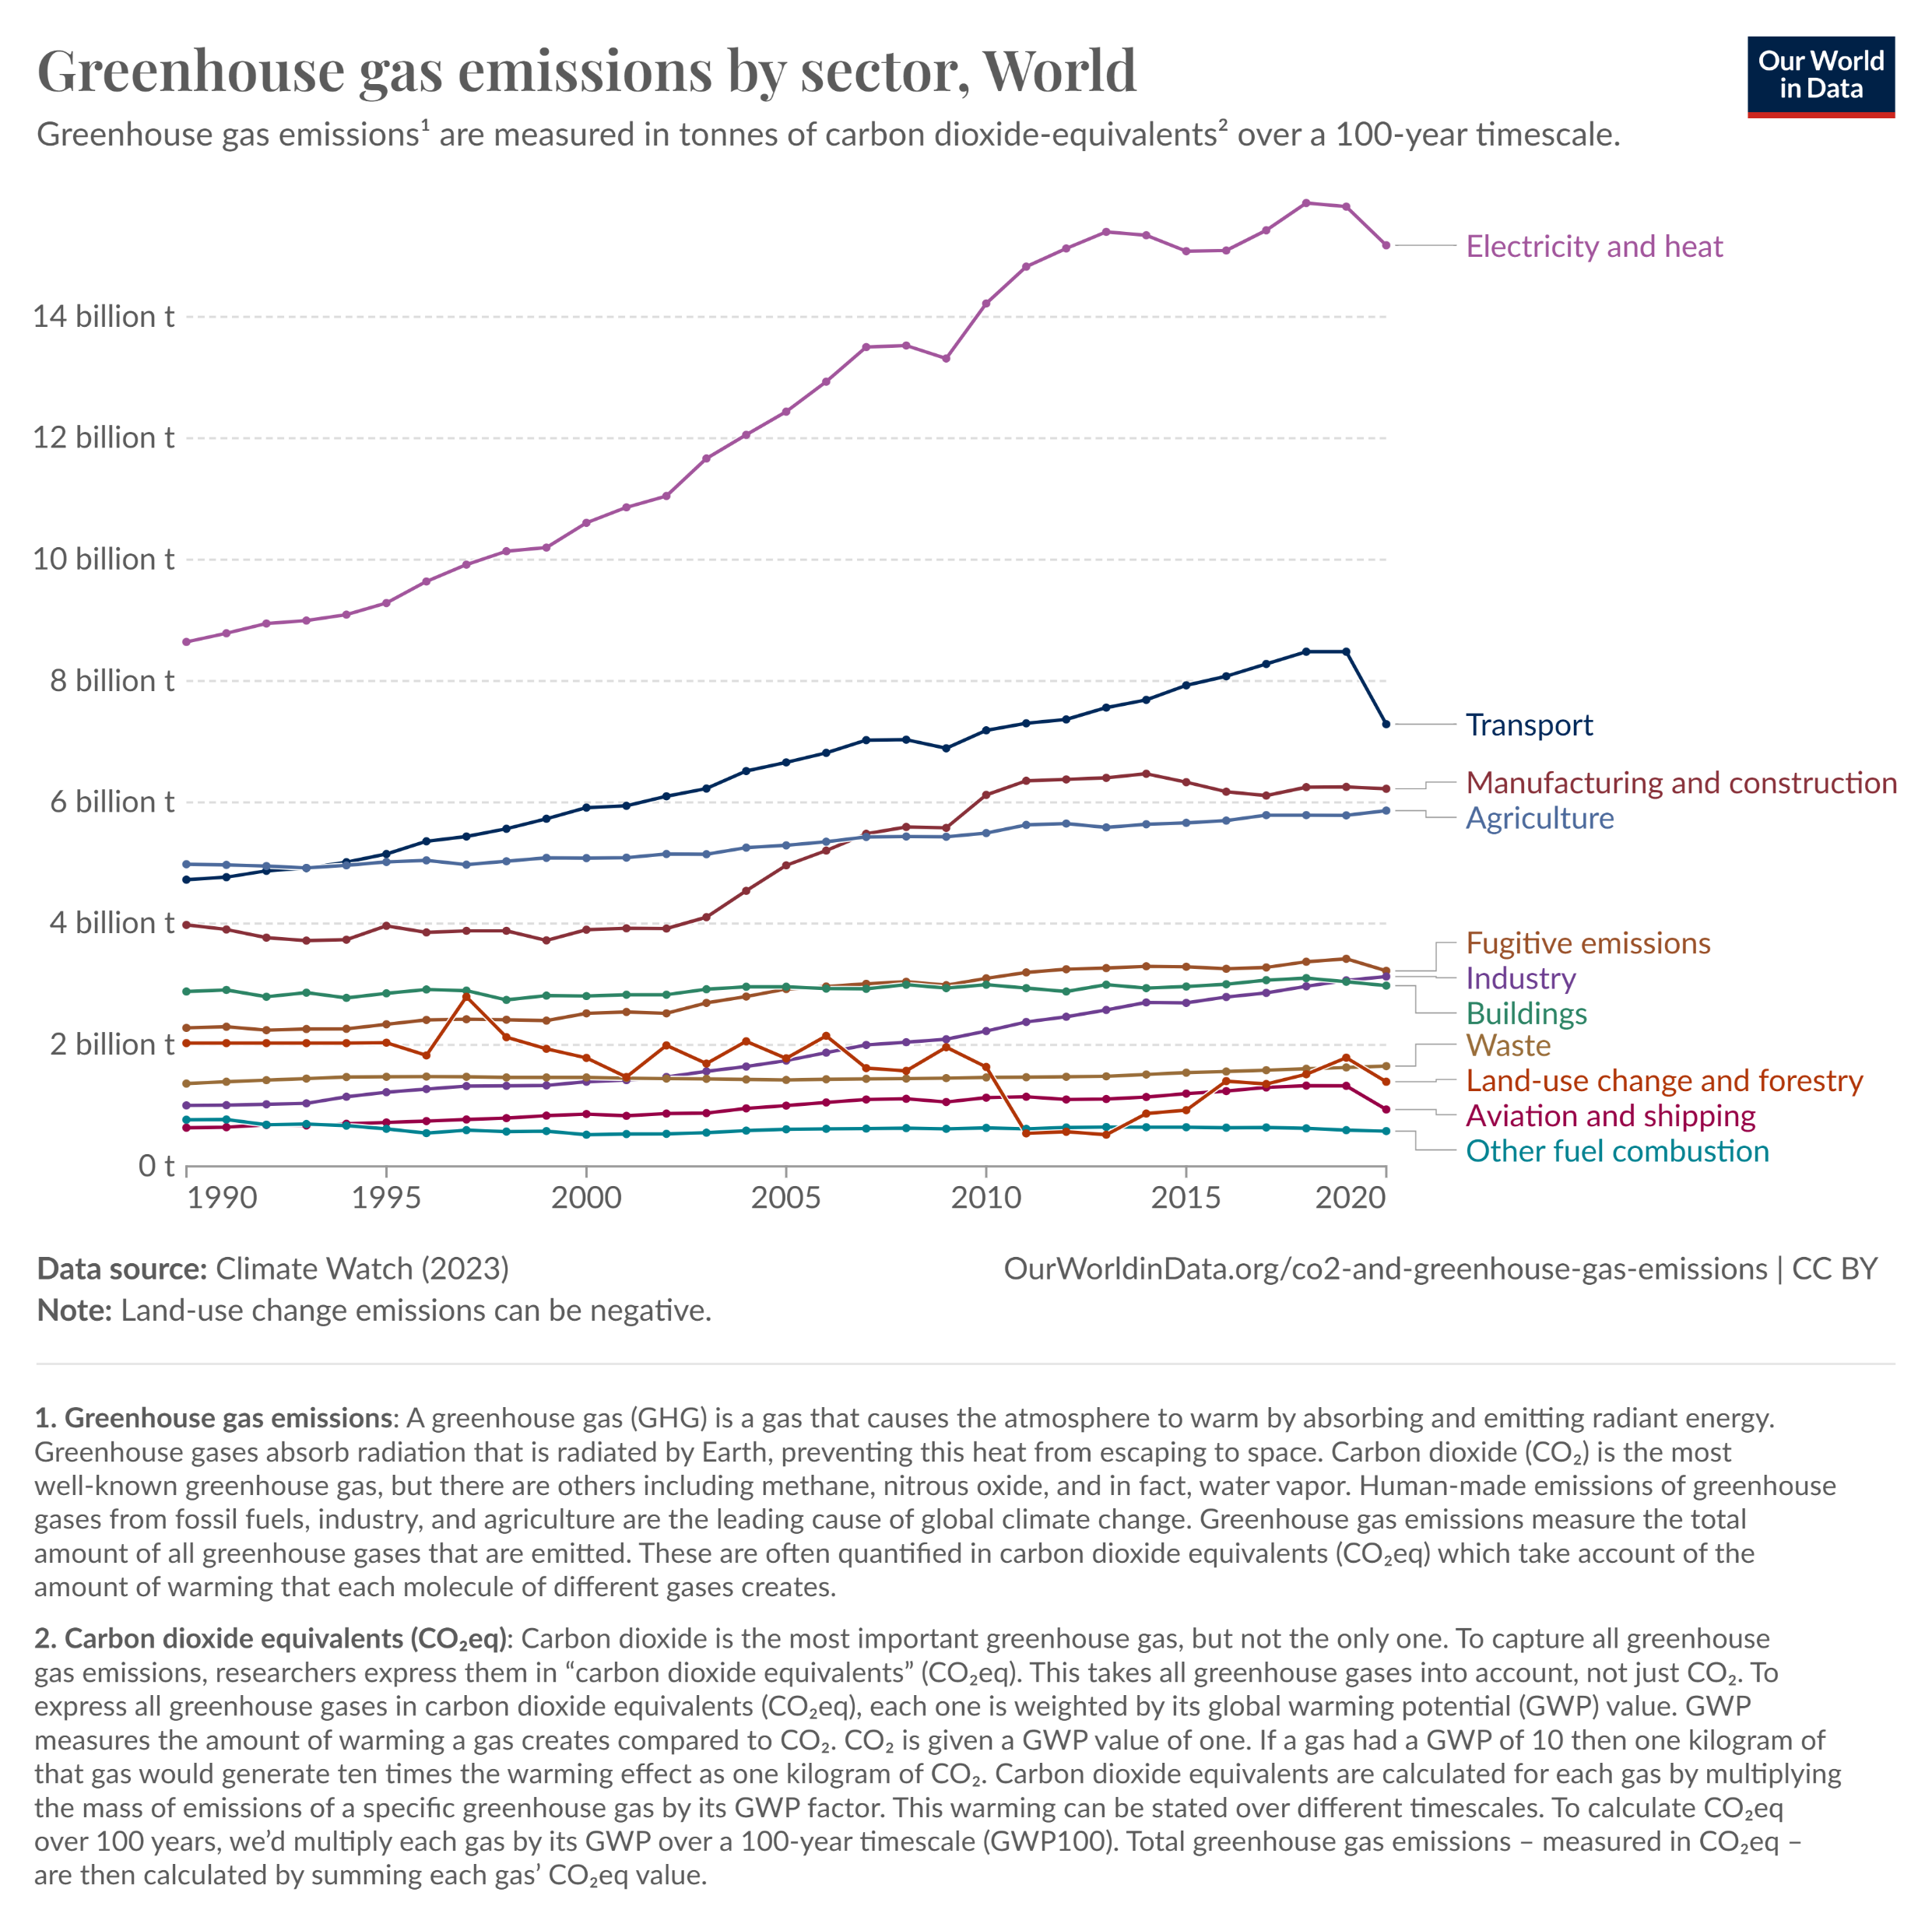 Greenhouse gas emissions by sector, World
Our World
in Data
Greenhouse gas emissions¹ are measured in tonnes of carbon dioxide-equivalents² over a 100-year timescale.
14 billion t
12 billion t
10 billion t
8 billion t
6 billion t
4 billion t
2 billion t
0 t
Electricity and heat
Transport
Manufacturing and construction
Agriculture
Fugitive emissions
Industry
Buildings
Waste
Land-use change and forestry
Aviation and shipping
Other fuel combustion
1990 1995 2000 2005 2010 2015 2020
Data source: Climate Watch (2023)
OurWorldinData.org/co2-and-greenhouse-gas-emissions | CC BY
Note: Land-use change emissions can be negative.
1. Greenhouse gas emissions: A greenhouse gas (GHG) is a gas that causes the atmosphere to warm by absorbing and emitting radiant energy.
Greenhouse gases absorb radiation that is radiated by Earth, preventing this heat from escaping to space. Carbon dioxide (CO₂) is the most
well-known greenhouse gas, but there are others including methane, nitrous oxide, and in fact, water vapor. Human-made emissions of greenhouse
gases from fossil fuels, industry, and agriculture are the leading cause of global climate change. Greenhouse gas emissions measure the total
amount of all greenhouse gases that are emitted. These are often quantified in carbon dioxide equivalents (CO₂eq) which take account of the
amount of warming that each molecule of different gases creates.
2. Carbon dioxide equivalents (CO₂eq): Carbon dioxide is the most important greenhouse gas, but not the only one. To capture all greenhouse
gas emissions, researchers express them in “carbon dioxide equivalents” (CO₂eq). This takes all greenhouse gases into account, not just CO₂. To
express all greenhouse gases in carbon dioxide equivalents (CO₂eq), each one is weighted by its global warming potential (GWP) value. GWP
measures the amount of warming a gas creates compared to CO₂. CO₂ is given a GWP value of one. If a gas had a GWP of 10 then one kilogram of
that gas would generate ten times the warming effect as one kilogram of CO₂. Carbon dioxide equivalents are calculated for each gas by multiplying
the mass of emissions of a specific greenhouse gas by its GWP factor. This warming can be stated over different timescales. To calculate CO₂eq
over 100 years, we’d multiply each gas by its GWP over a 100-year timescale (GWP100). Total greenhouse gas emissions – measured in CO₂eq –
are then calculated by summing each gas’ CO₂eq value.